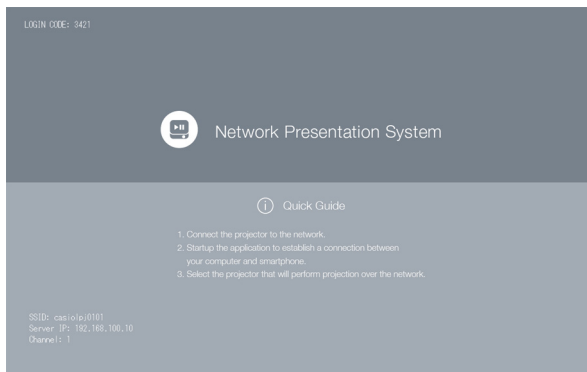 LOGIN CODE: 3421
Network Presentation System
Quick Guide
1. Connect the projector to the network.
2. Startup the application to establish a connection between
your computer and smartphone.
3. Select the projector that will perform projection over the network.
SSID: casiolpj0101
Server IP: 192.168.100.10
Channel: 1